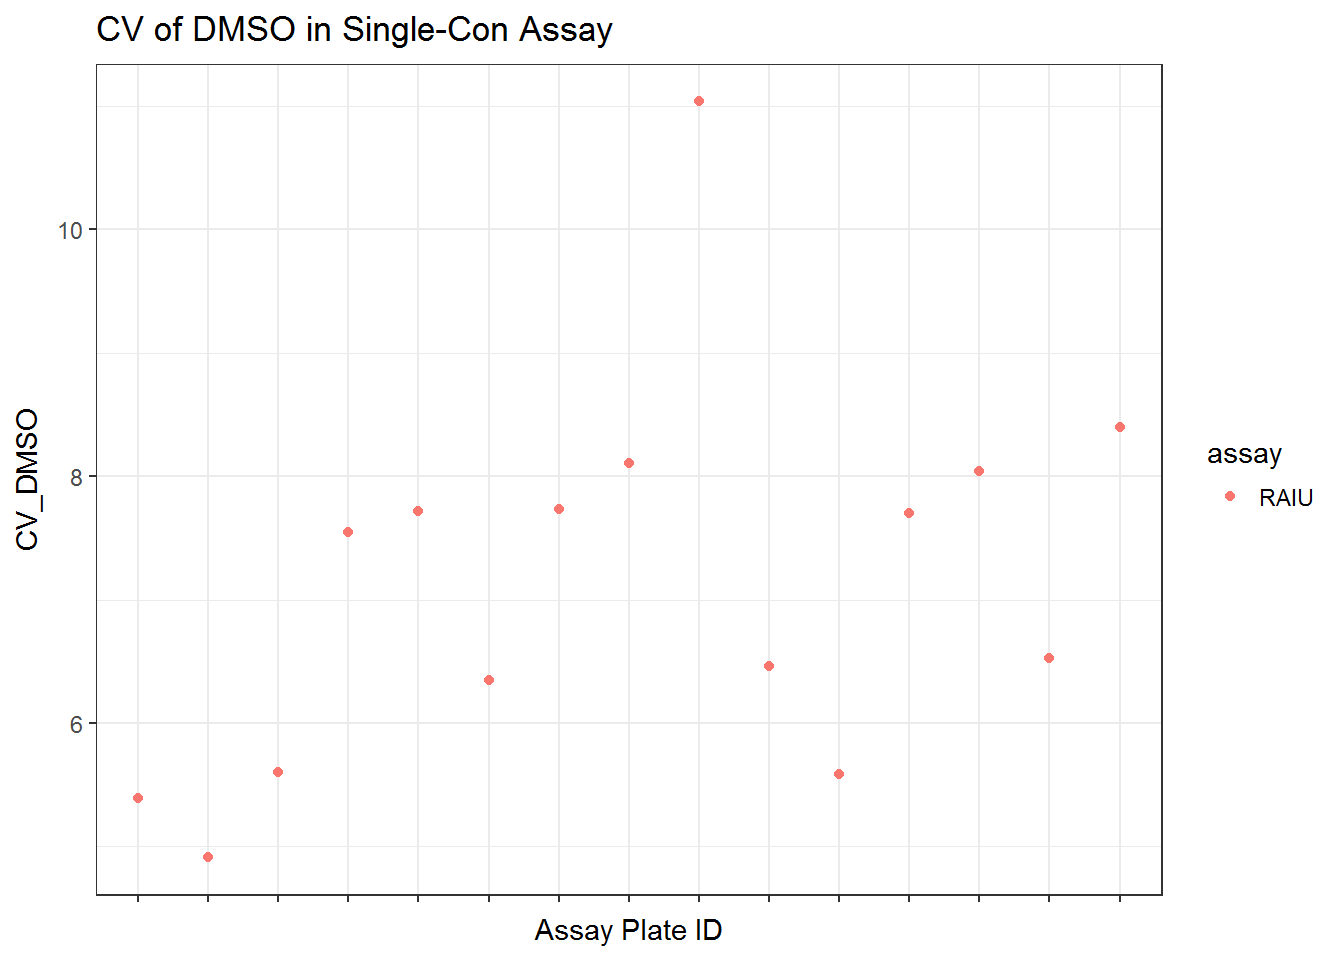 CV of DMSO in Single-Con Assay
10
8
6
CV_DMSO
Assay Plate ID
assay
RAIU